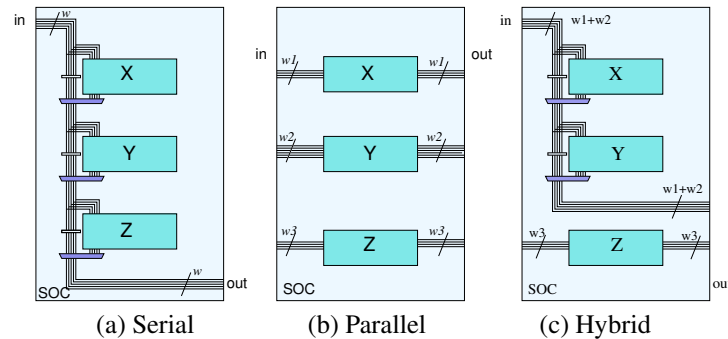 in
w
X
Y
Z
w
out
SOC
(a) Serial
in
out
w1
X
w1
w2
Y
w2
w3
Z
w3
SOC
(b) Parallel
in
w1+w2
X
Y
w1+w2
w3
Z
w3
SOC
(c) Hybrid